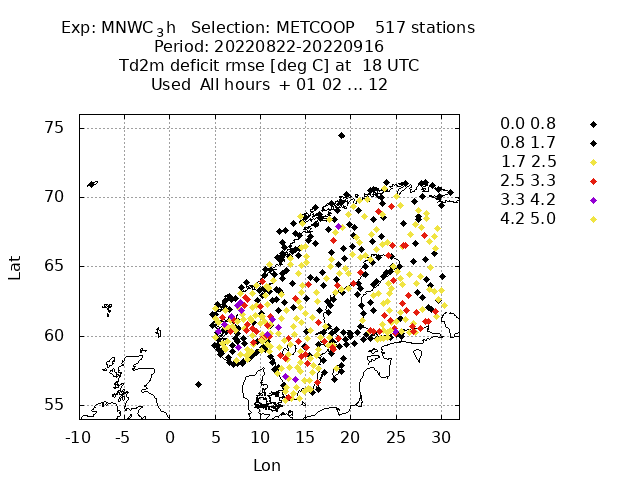 Exp: MNWC3h   Selection: METCOOP    517 stations
Period: 20220822-20220916
Td2m deficit rmse [deg C] at  18 UTC
Used  All hours  + 01 02 ... 12
0.0 0.8
0.8 1.7
1.7 2.5
2.5 3.3
3.3 4.2
4.2 5.0
75
70
65
60
55
Lat
-10 -5 0 5 10 15 20 25 30
Lon